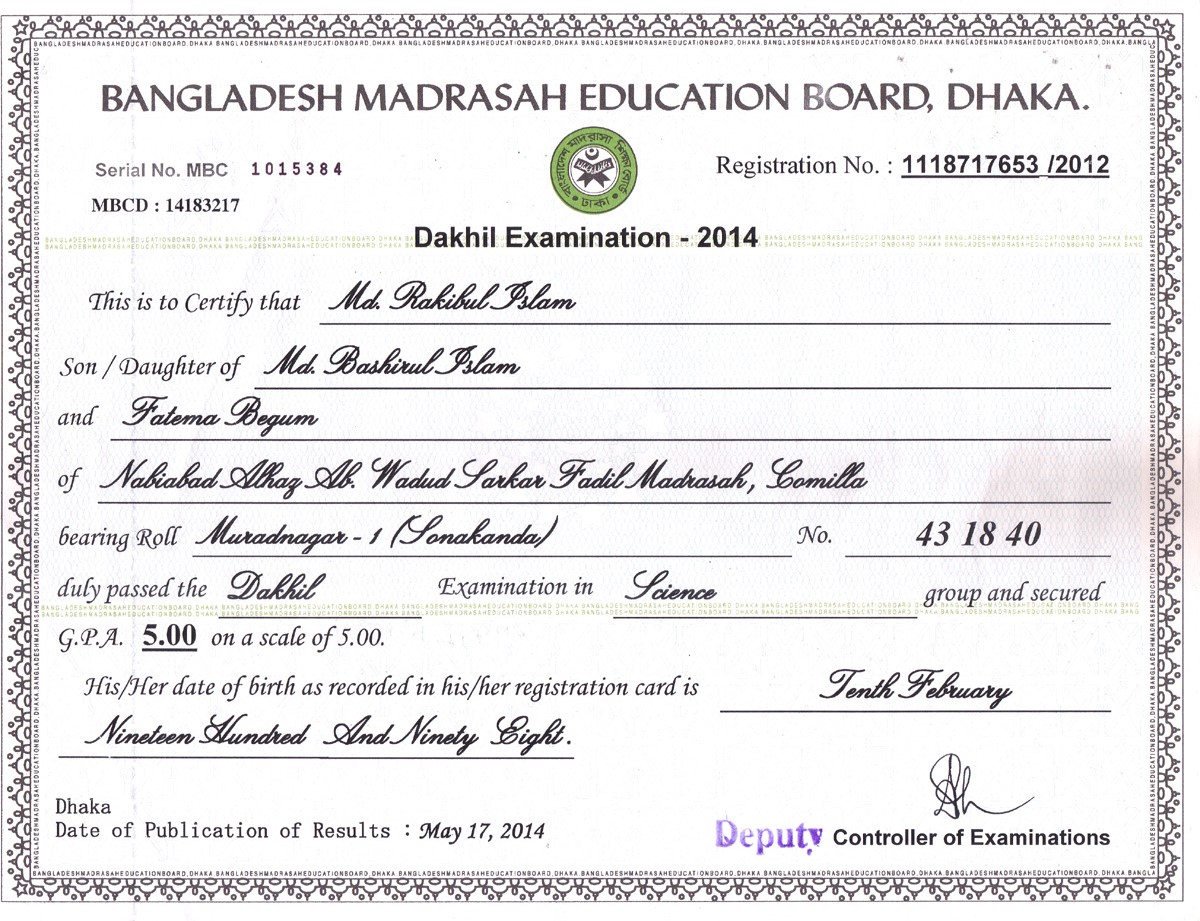 BANGLADESH MADRASAH EDUCATION BOARD, DHAKA.
Serial No. MBC 1015384
Registration No. : 1118717653 /2012
MBCD : 14183217
বাংলাদেশ মাদরাসা শিক্ষা বোর্ড
ঢাকা
Dakhil Examination - 2014
This is to Certify that Md. Rakibul Islam
Son / Daughter of Md. Bashirul Islam
and Fatema Begum
of Nabiabad Alhaz Ab. Wadud Sarkar Fadil Madrasah, Comilla
bearing Roll Muradnagar - 1 (Sonakanda) No. 43 18 40
duly passed the Dakhil Examination in Science group and secured
G.P.A. 5.00 on a scale of 5.00.
His/Her date of birth as recorded in his/her registration card is Tenth February
Nineteen Hundred And Ninety Eight.
Dhaka
Date of Publication of Results : May 17, 2014
Deputy Controller of Examinations